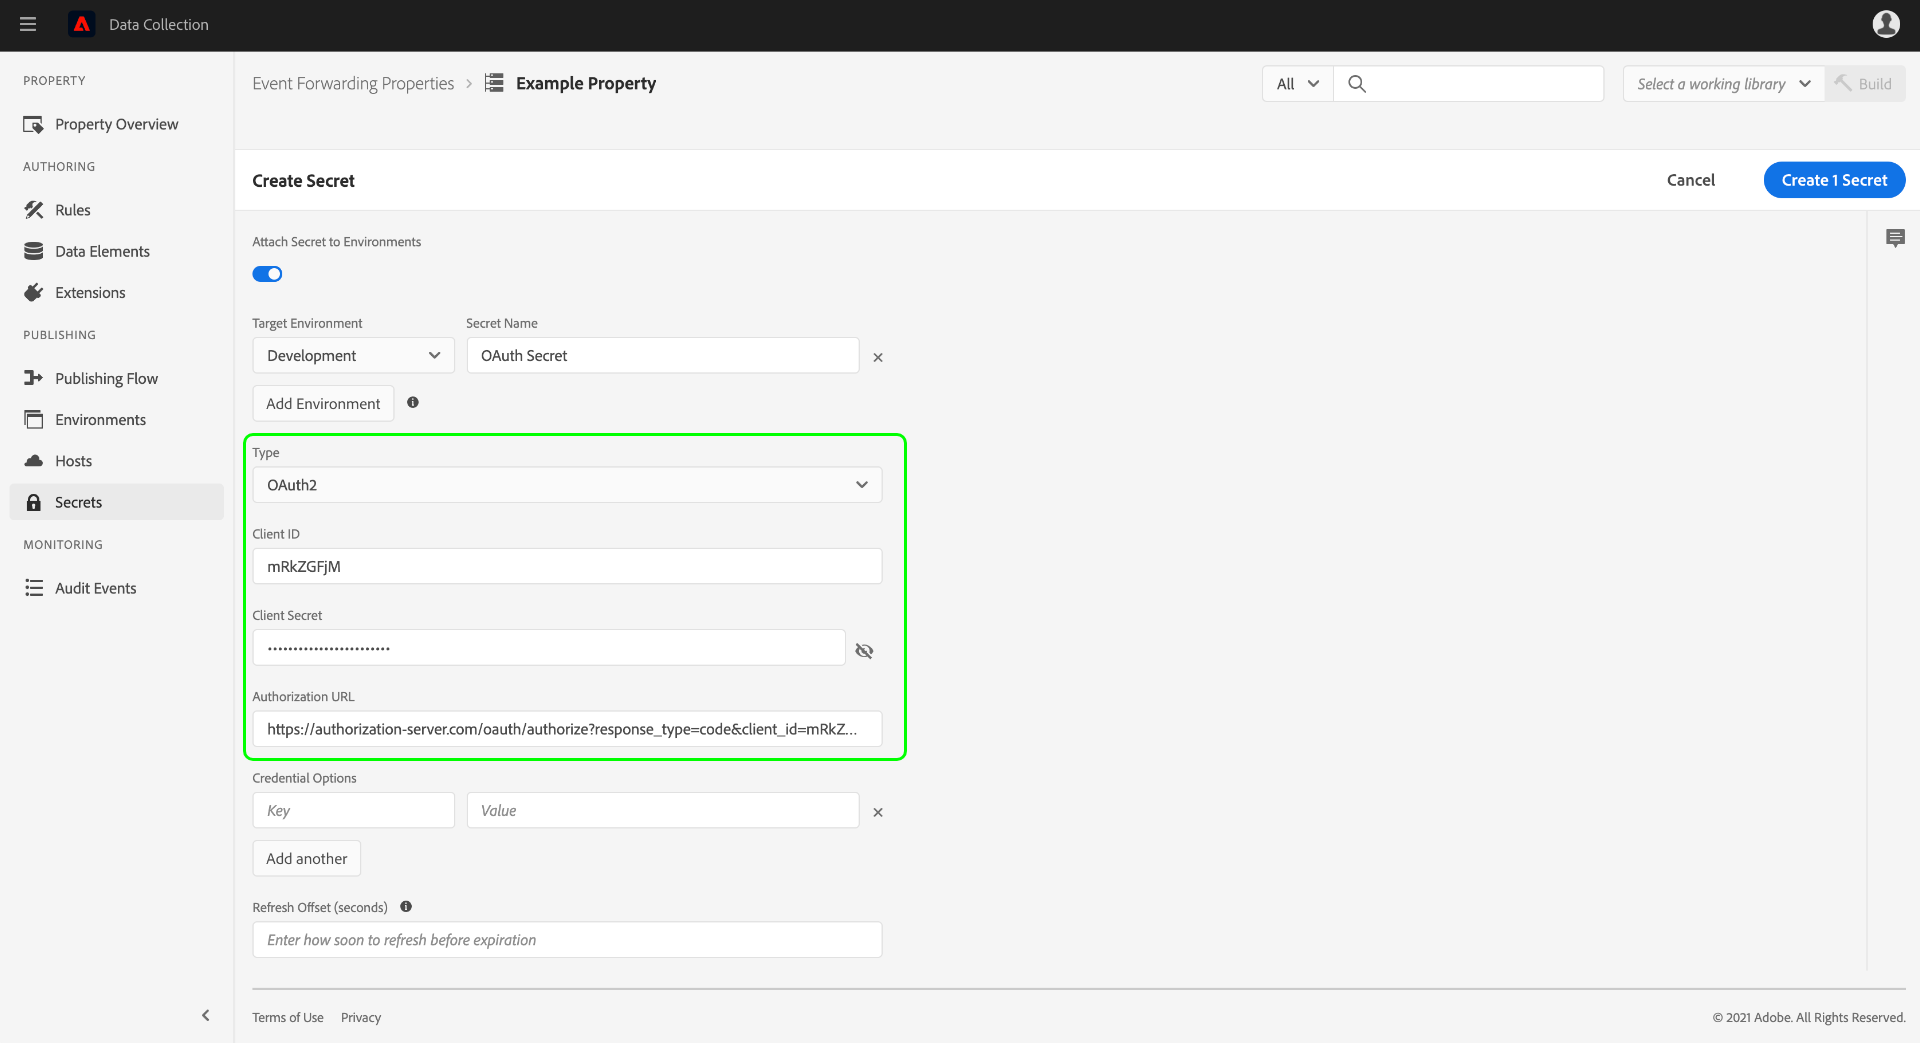 Data Collection
PROPERTY
Property Overview
AUTHORING
Rules
Data Elements
Extensions
PUBLISHING
Publishing Flow
Environments
Hosts
Secrets
MONITORING
Audit Events
Event Forwarding Properties > Example Property
All
Select a working library
Build
Create Secret
Cancel
Create 1 Secret
Attach Secret to Environments
Target Environment
Secret Name
Development
OAuth Secret
Add Environment
Type
OAuth2
Client ID
mRkZGFjM
Client Secret
••••••••••••••••••••••••
Authorization URL
https://authorization-server.com/oauth/authorize?response_type=code&client_id=mRkZ...
Credential Options
Key
Value
Add another
Refresh Offset (seconds)
Enter how soon to refresh before expiration
Terms of Use
Privacy
© 2021 Adobe. All Rights Reserved.